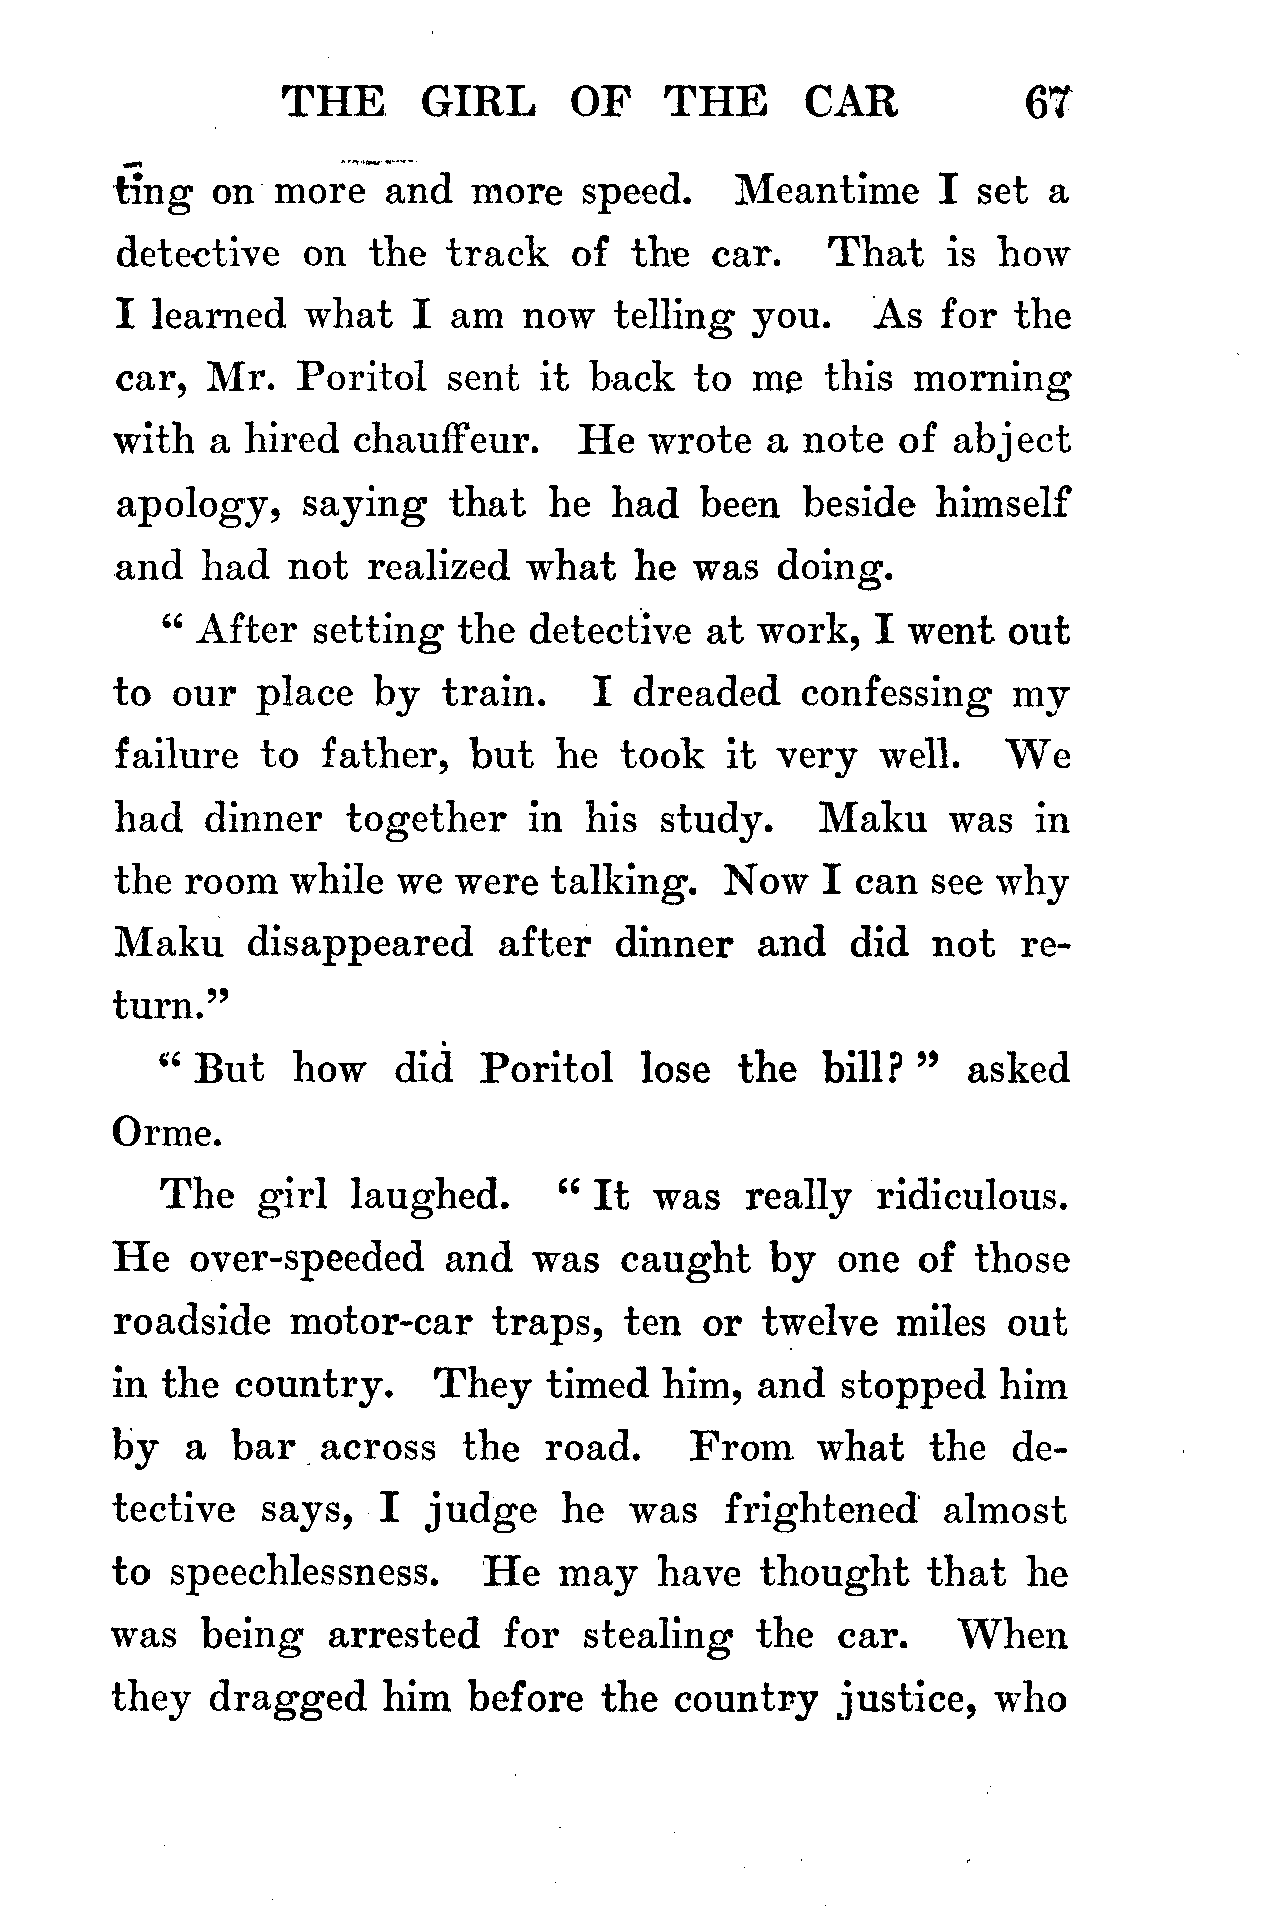 THE GIRL OF THE CAR 67
ting on more and more speed. Meantime I set a
detective on the track of the car. That is how
I learned what I am now telling you. As for the
car, Mr. Poritol sent it back to me this morning
with a hired chauffeur. He wrote a note of abject
apology, saying that he had been beside himself
and had not realized what he was doing.
“ After setting the detective at work, I went out
to our place by train. I dreaded confessing my
failure to father, but he took it very well. We
had dinner together in his study. Maku was in
the room while we were talking. Now I can see why
Maku disappeared after dinner and did not re-
turn.”
“ But how did Poritol lose the bill? ” asked
Orme.
The girl laughed. “ It was really ridiculous.
He over-speeded and was caught by one of those
roadside motor-car traps, ten or twelve miles out
in the country. They timed him, and stopped him
by a bar across the road. From what the de-
tective says, I judge he was frightened almost
to speechlessness. He may have thought that he
was being arrested for stealing the car. When
they dragged him before the country justice, who